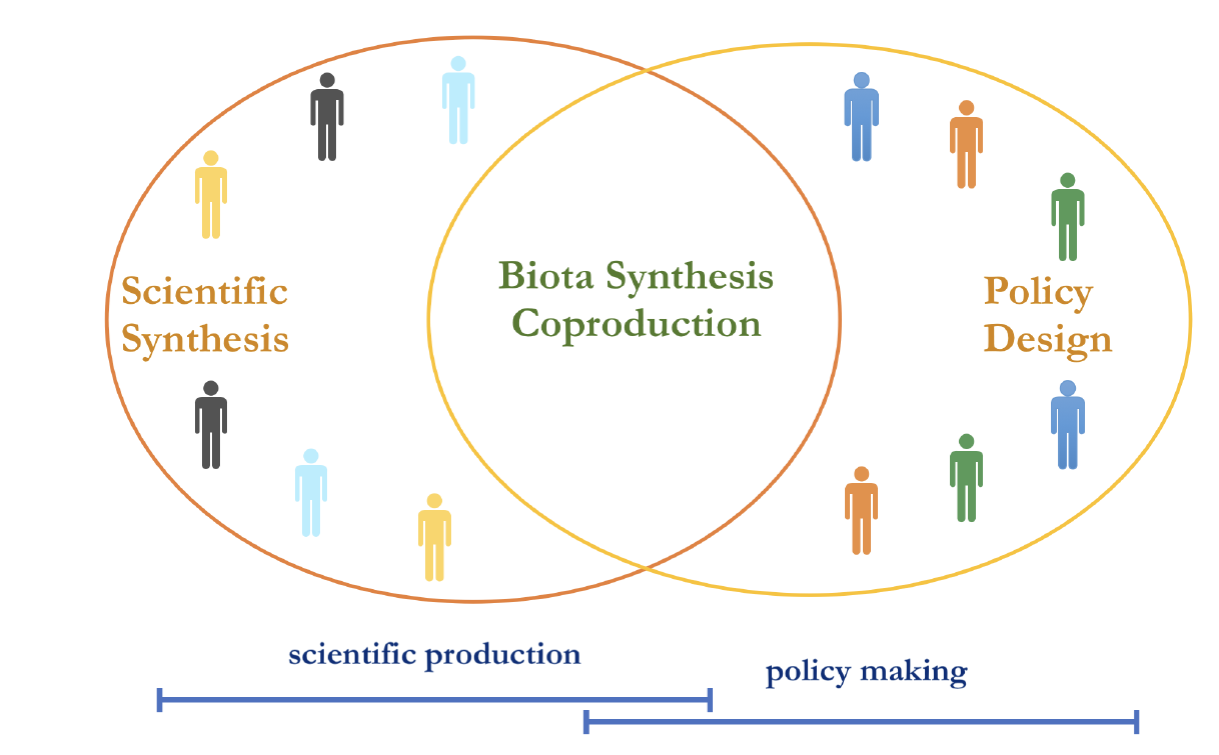 Scientific
Synthesis
Biota Synthesis
Coproduction
Policy
Design
scientific production
policy making